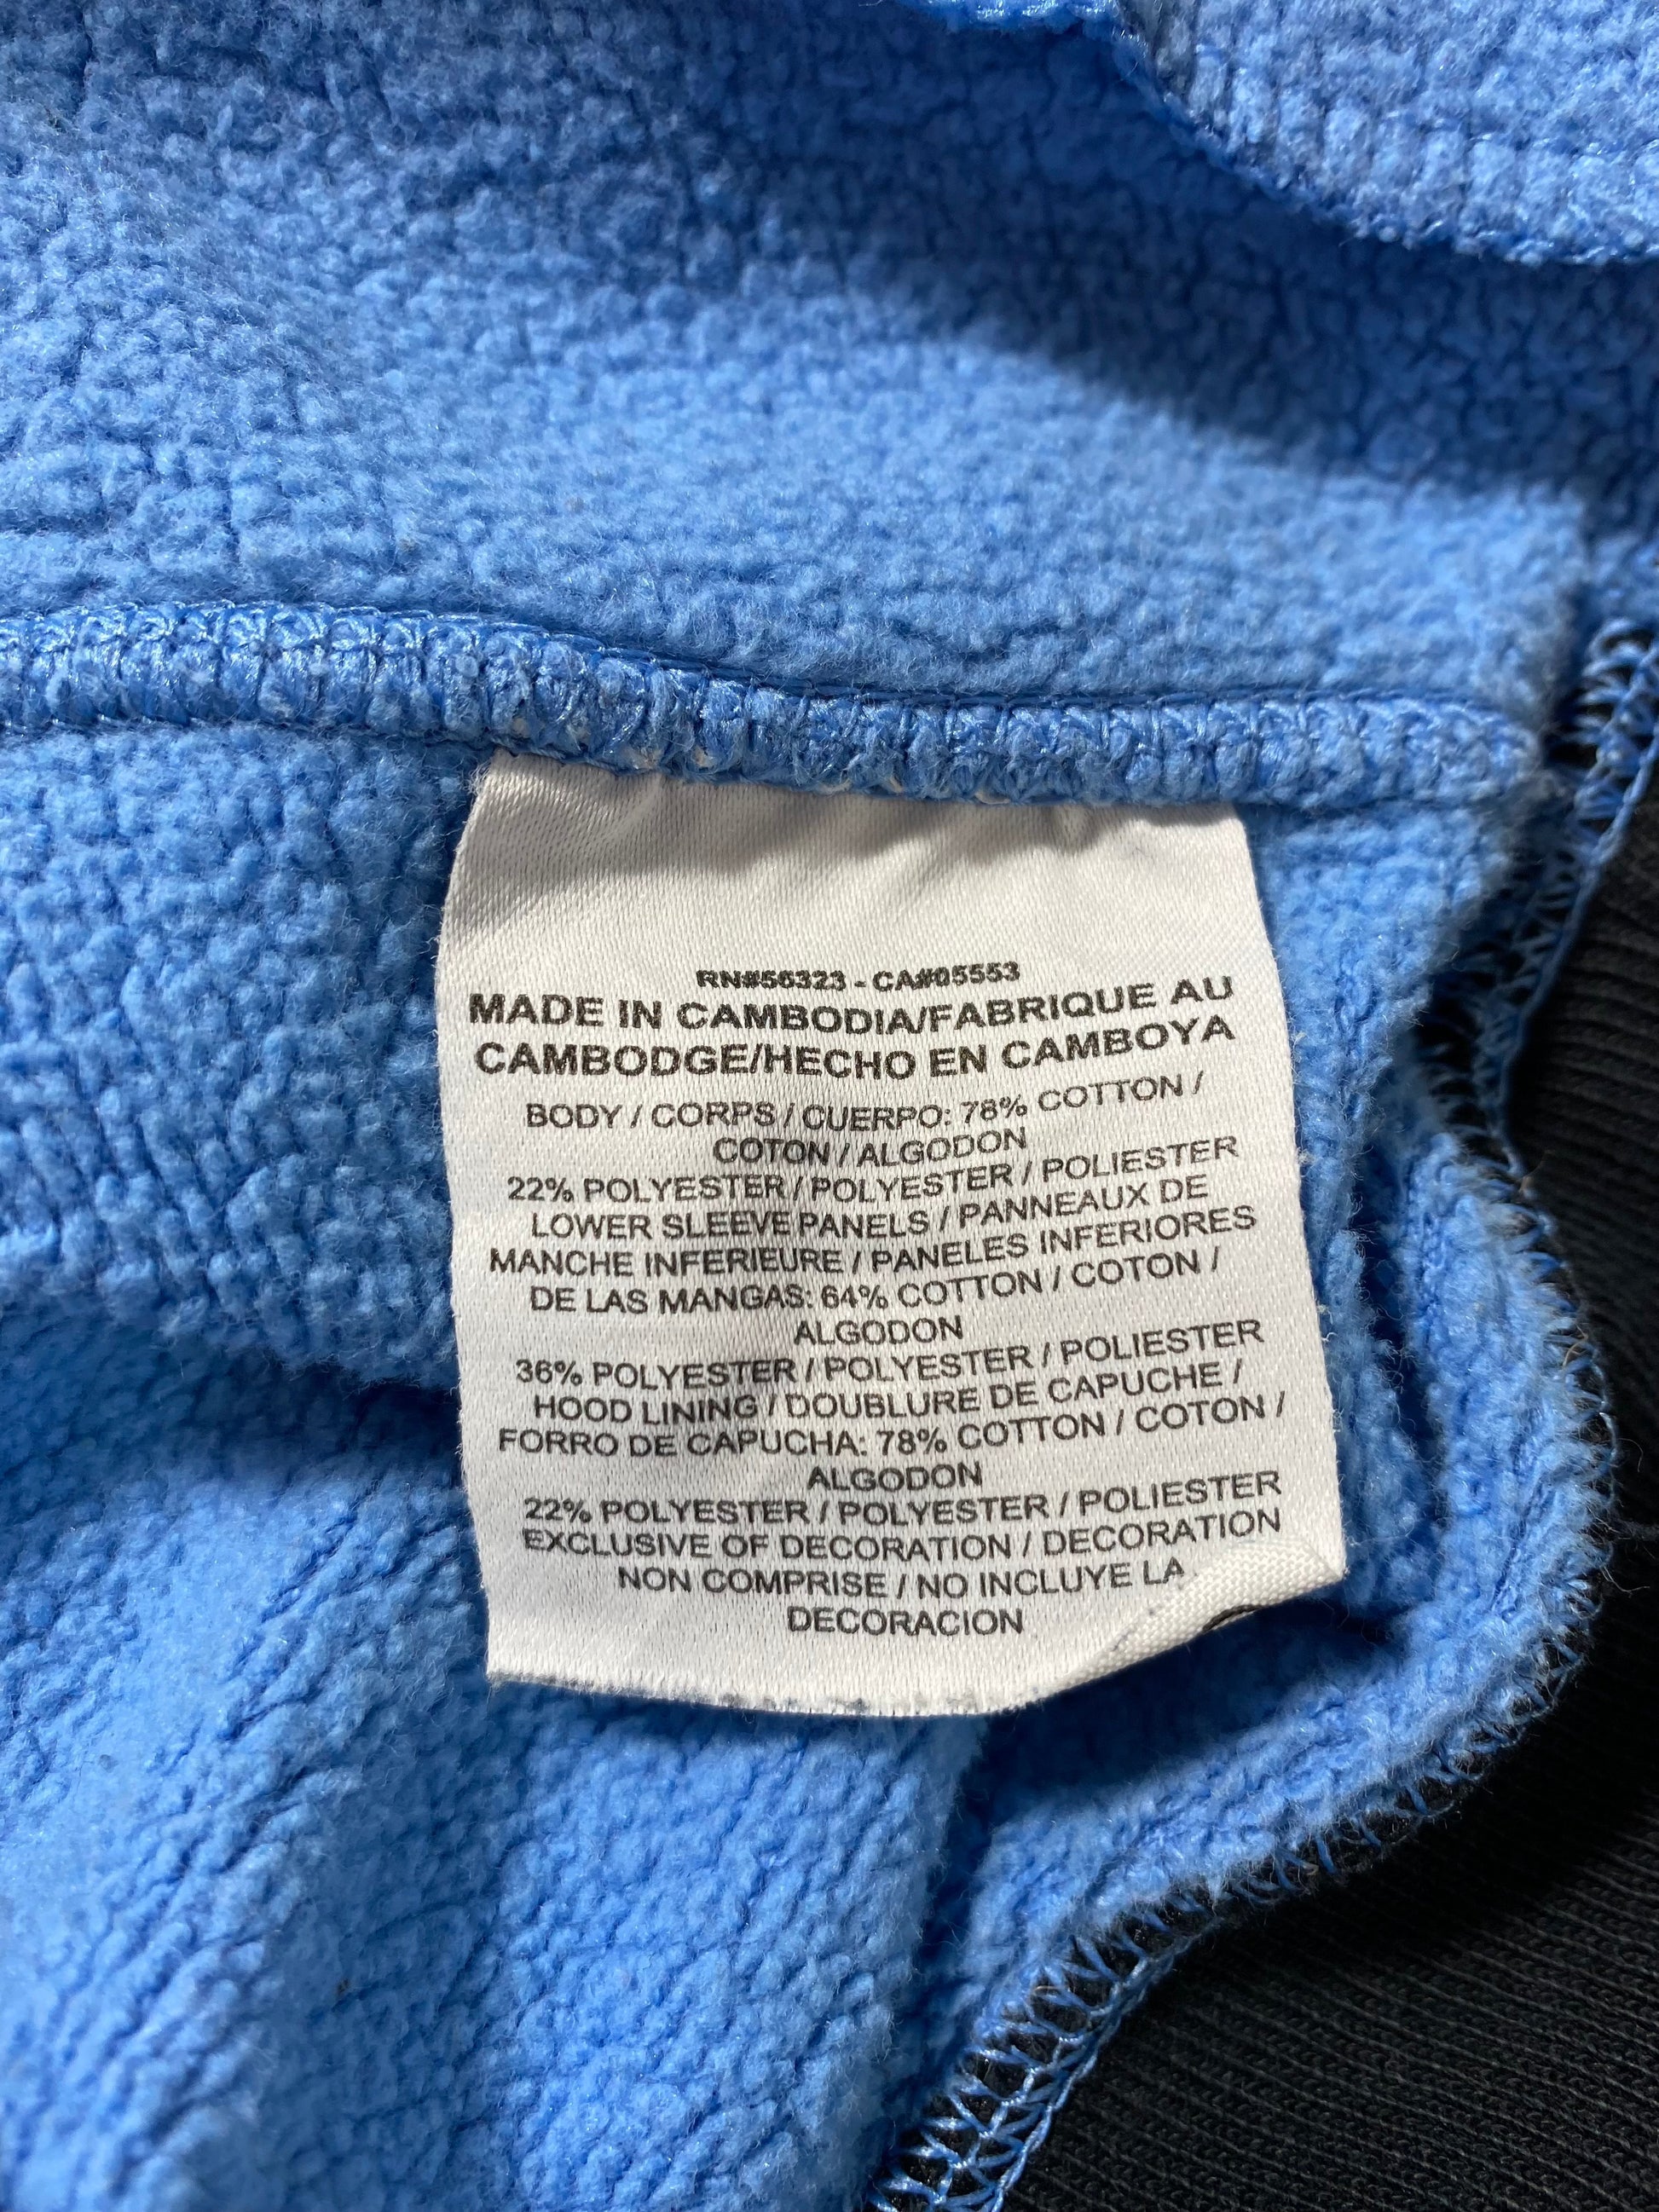 RN#56323 - CA#05553
MADE IN CAMBODIA/FABRIQUE AU
CAMBODGE/HECHO EN CAMBOYA
BODY / CORPS / CUERPO: 78% COTTON /
COTON / ALGODON
22% POLYESTER / POLYESTER / POLIESTER
LOWER SLEEVE PANELS / PANNEAUX DE
MANCHE INFERIEURE / PANELES INFERIORES
DE LAS MANGAS: 64% COTTON / COTON /
ALGODON
36% POLYESTER / POLYESTER / POLIESTER
HOOD LINING / DOUBLURE DE CAPUCHE /
FORRO DE CAPUCHA: 78% COTTON / COTON /
ALGODON
22% POLYESTER / POLYESTER / POLIESTER
EXCLUSIVE OF DECORATION / DECORATION
NON COMPRISE / NO INCLUYE LA
DECORACION